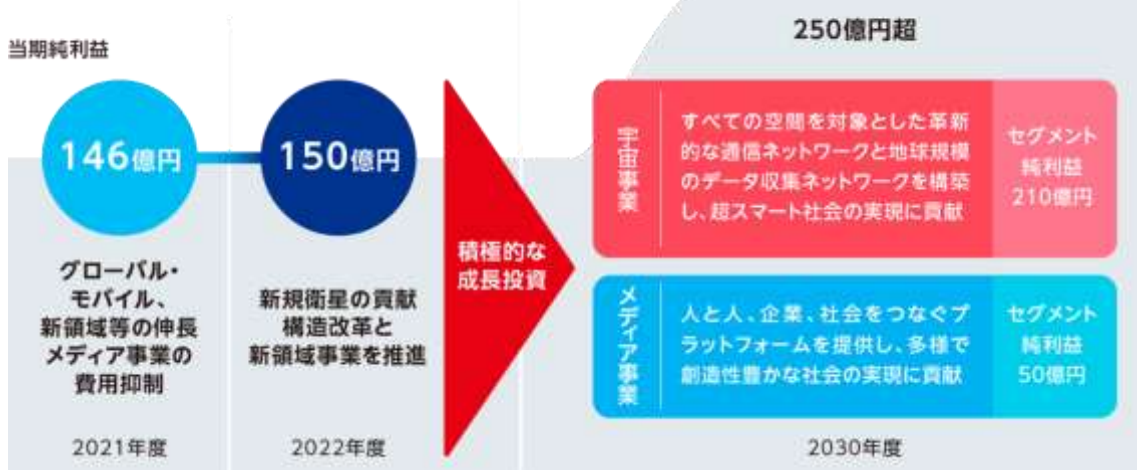 当期純利益
146億円
150億円
グローバル・
モバイル、
新領域等の伸長
メディア事業の
費用抑制
新規衛星の貢献
構造改革と
新領域事業を推進
2021年度
2022年度
積極的な
成長投資
250億円超
宇宙事業
すべての空間を対象とした革新
的な通信ネットワークと地球規模
のデータ収集ネットワークを構築
し、超スマート社会の実現に貢献
セグメント
純利益
210億円
メディア事業
人と人、企業、社会をつなぐプ
ラットフォームを提供し、多様で
創造性豊かな社会の実現に貢献
セグメント
純利益
50億円
2030年度